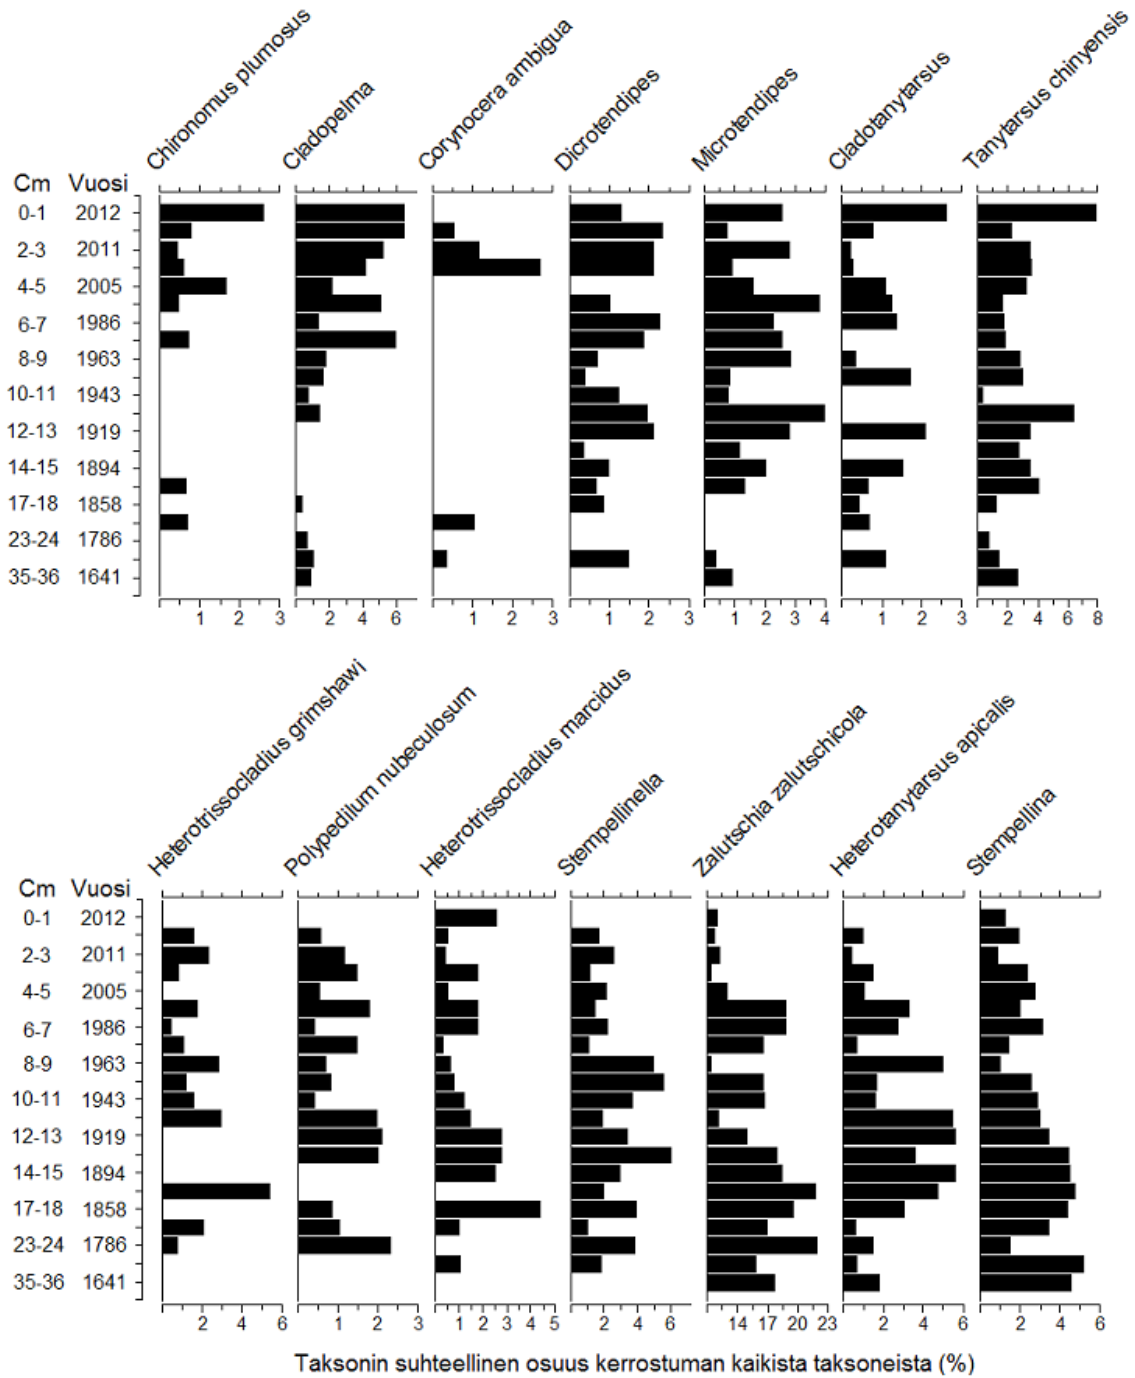 Chironomus plumosus
Cladopelma
Corynocera ambigua
Dicrotendipes
Microtendipes
Cladotanytarsus
Tanytarsus chinyensis
Cm Vuosi
0-1 2012
2-3 2011
4-5 2005
6-7 1986
8-9 1963
10-11 1943
12-13 1919
14-15 1894
17-18 1858
23-24 1786
35-36 1641
1 2 3 2 4 6 1 2 3 1 2 3 1 2 3 4 1 2 3 2 4 6 8
Heterotrissocladius grimshawi
Polypedilum nubeculosum
Heterotrissocladius marcidus
Stempellinella
Zalutschia zalutschicola
Heterotanytarsus apicalis
Stempellina
Cm Vuosi
0-1 2012
2-3 2011
4-5 2005
6-7 1986
8-9 1963
10-11 1943
12-13 1919
14-15 1894
17-18 1858
23-24 1786
35-36 1641
2 4 6 1 2 3 1 2 3 4 5 2 4 6 14 17 20 23 2 4 6 2 4 6
Taksonin suhteellinen osuus kerrostuman kaikista taksoneista (%)